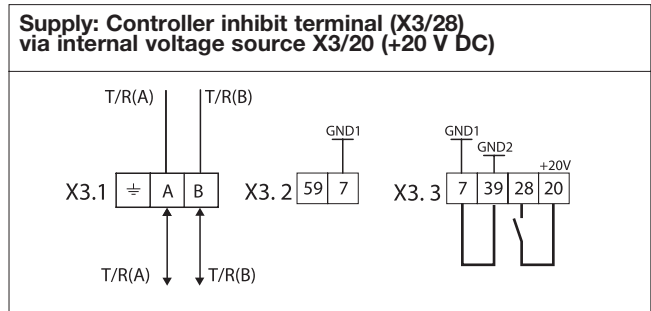 Supply: Controller inhibit terminal (X3/28)
via internal voltage source X3/20 (+20 V DC)
T/R(A) T/R(B)
GND1 GND1
GND2
+20V
X3.1 A B X3. 2 59 7 X3. 3 7 39 28 20
T/R(A) T/R(B)